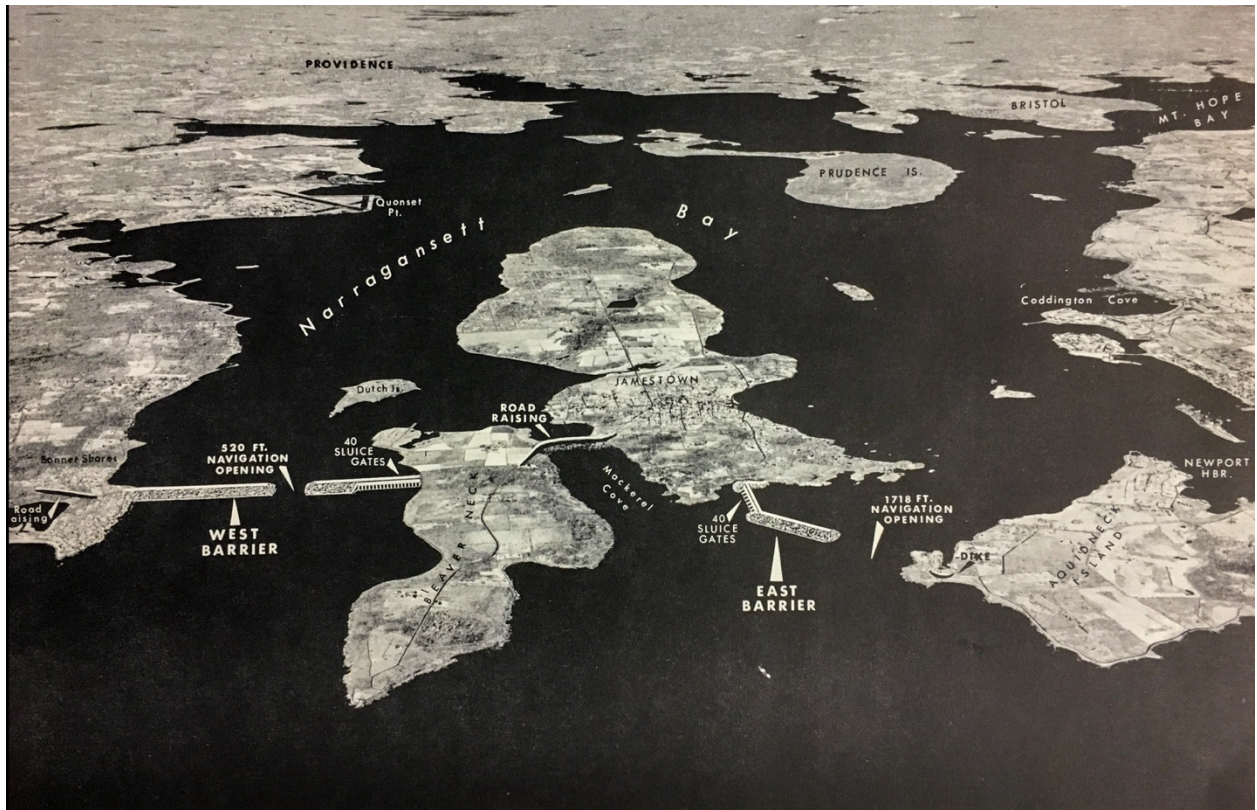 PROVIDENCE
BRISTOL
MT. HOPE
BAY
PRUDENCE IS.
Quonset
Pt.
Narragansett Bay
Coddington Cove
Dutch Is.
JAMESTOWN
ROAD
RAISING
520 FT.
NAVIGATION
OPENING
40
SLUICE
GATES
Bonnet Shores
Road
aising
WEST
BARRIER
BEAVER NECK
Mackerel
Cove
40
SLUICE
GATES
EAST
BARRIER
1718 FT.
NAVIGATION
OPENING
NEWPORT
HBR.
DIKE
AQUIDNECK
ISLAND